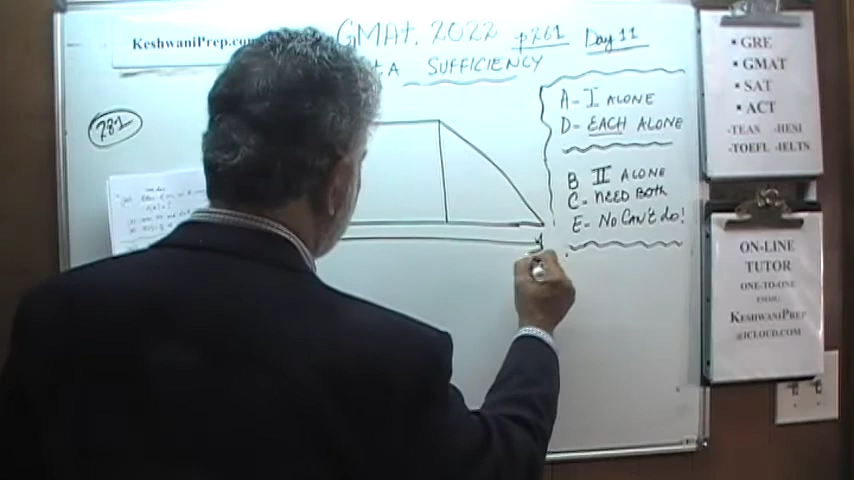 KeshwaniPrep.com
GMAT. 2022 p261 Day 11
A SUFFICIENCY
281
A = I ALONE
D = EACH ALONE
B II ALONE
C = NEED BOTH
E = NO CAN'T do!
▪ GRE
▪ GMAT
▪ SAT
▪ ACT
-TEAS -HESI
-TOEFL -IELTS
ON-LINE
TUTOR
ONE-TO-ONE
EMAIL:
KESHWANIPREP
@ICLOUD.COM